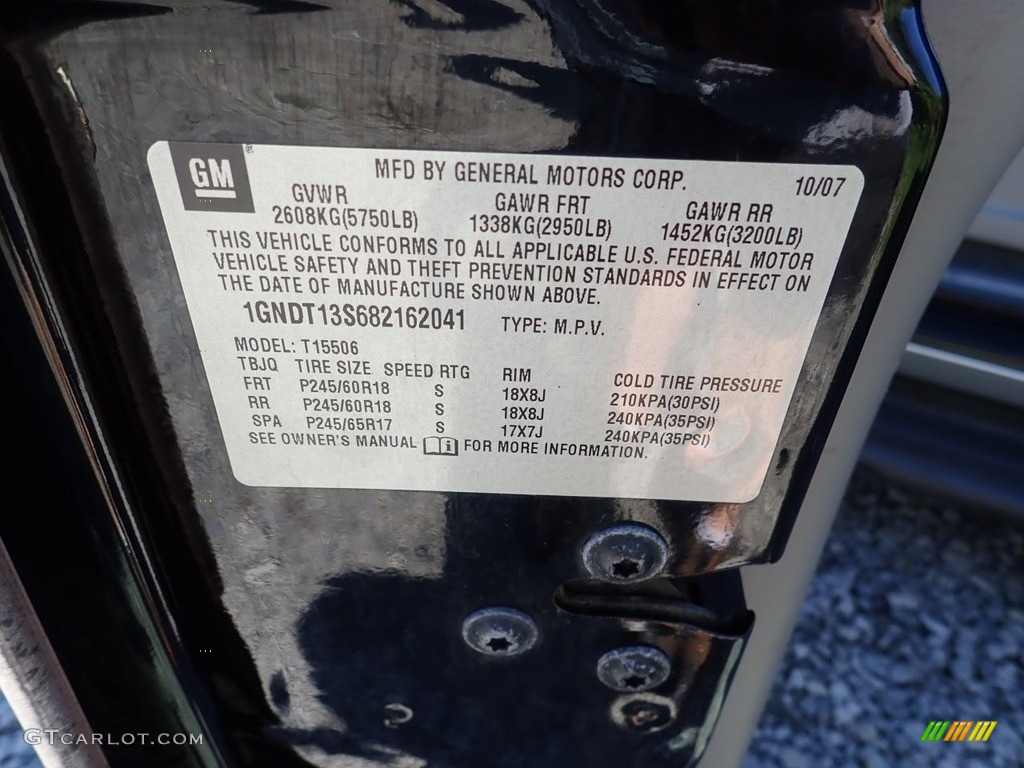 GM
MFD BY GENERAL MOTORS CORP. 10/07
GVWR GAWR FRT GAWR RR
2608KG(5750LB) 1338KG(2950LB) 1452KG(3200LB)
THIS VEHICLE CONFORMS TO ALL APPLICABLE U.S. FEDERAL MOTOR
VEHICLE SAFETY AND THEFT PREVENTION STANDARDS IN EFFECT ON
THE DATE OF MANUFACTURE SHOWN ABOVE.
1GNDT13S682162041 TYPE: M.P.V.
MODEL: T15506
TBJQ TIRE SIZE SPEED RTG RIM COLD TIRE PRESSURE
FRT P245/60R18 S 18X8J 210KPA(30PSI)
RR P245/60R18 S 18X8J 240KPA(35PSI)
SPA P245/65R17 S 17X7J 240KPA(35PSI)
SEE OWNER'S MANUAL FOR MORE INFORMATION.
GTCARLOT.COM